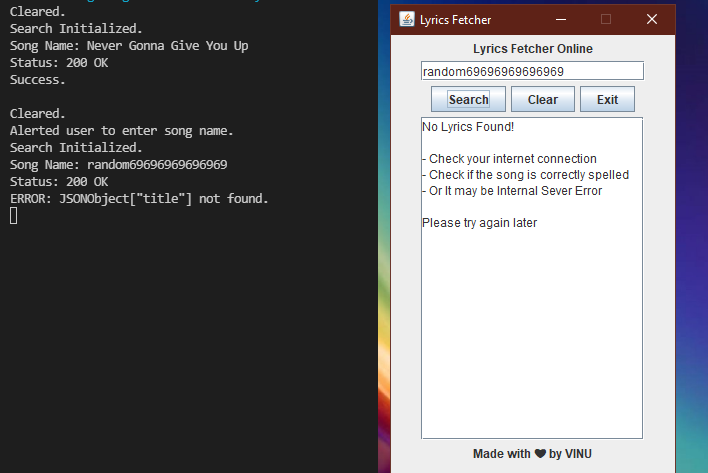 Cleared.
Search Initialized.
Song Name: Never Gonna Give You Up
Status: 200 OK
Success.
Cleared.
Alerted user to enter song name.
Search Initialized.
Song Name: random69696969696969
Status: 200 OK
ERROR: JSONObject["title"] not found.
Lyrics Fetcher
Lyrics Fetcher Online
random69696969696969
Search Clear Exit
No Lyrics Found!
- Check your internet connection
- Check if the song is correctly spelled
- Or It may be Internal Sever Error
Please try again later
Made with ❤ by VINU